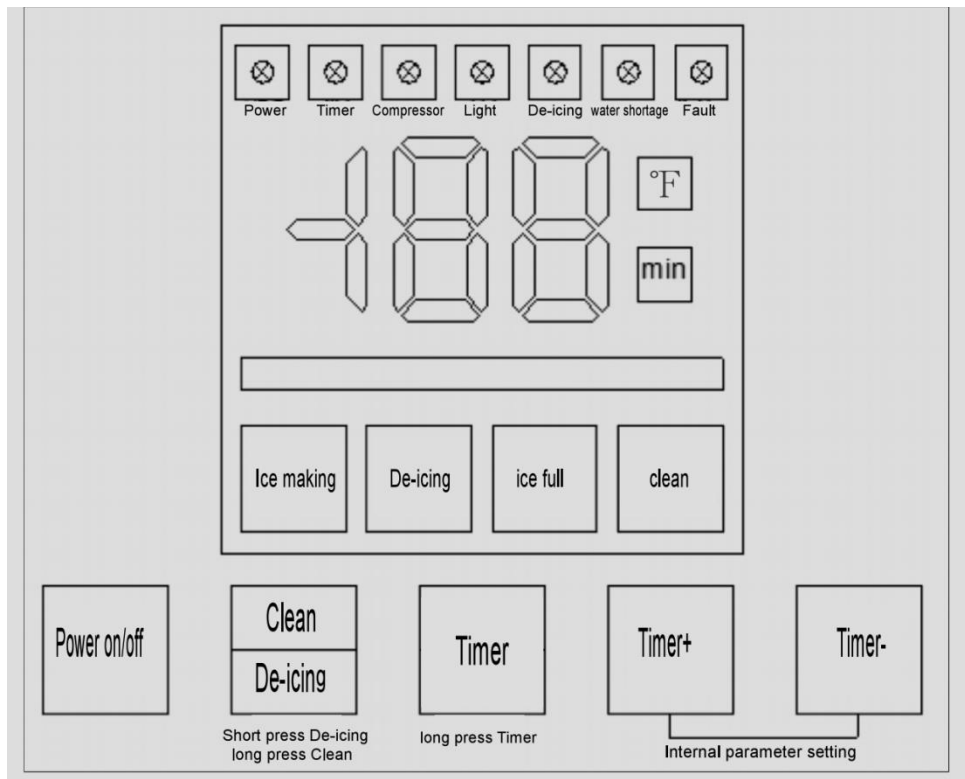 Power Timer Compressor Light De-icing water shortage Fault
188
°F
min
Ice making De-icing ice full clean
Power on/off
Clean
De-icing
Timer
Timer+
Timer-
Short press De-icing
long press Clean
long press Timer
Internal parameter setting